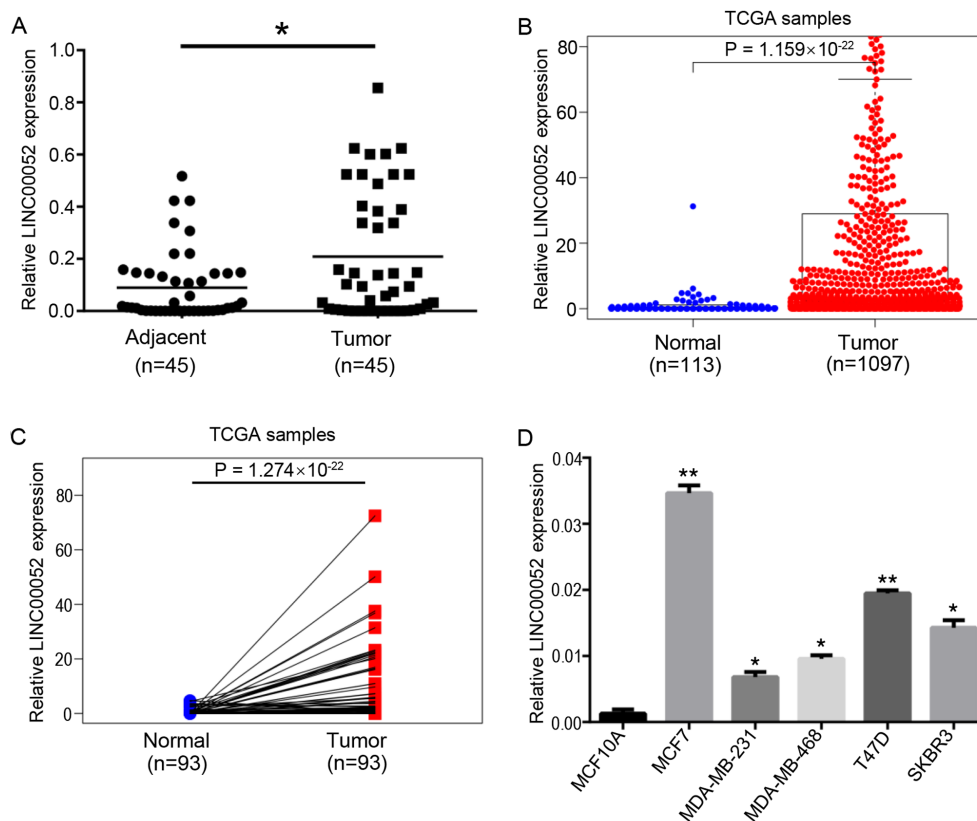 A
*
Relative LINC00052 expression
1.0
0.8
0.6
0.4
0.2
0.0
Adjacent
(n=45)
Tumor
(n=45)
B
TCGA samples
P = 1.159×10⁻²²
Relative LINC00052 expression
80
60
40
20
0
Normal
(n=113)
Tumor
(n=1097)
C
TCGA samples
P = 1.274×10⁻²²
Relative LINC00052 expression
80
60
40
20
0
Normal
(n=93)
Tumor
(n=93)
D
Relative LINC00052 expression
0.04
0.03
0.02
0.01
0.00
**
*
*
**
*
MCF10A
MCF7
MDA-MB-231
MDA-MB-468
T47D
SKBR3